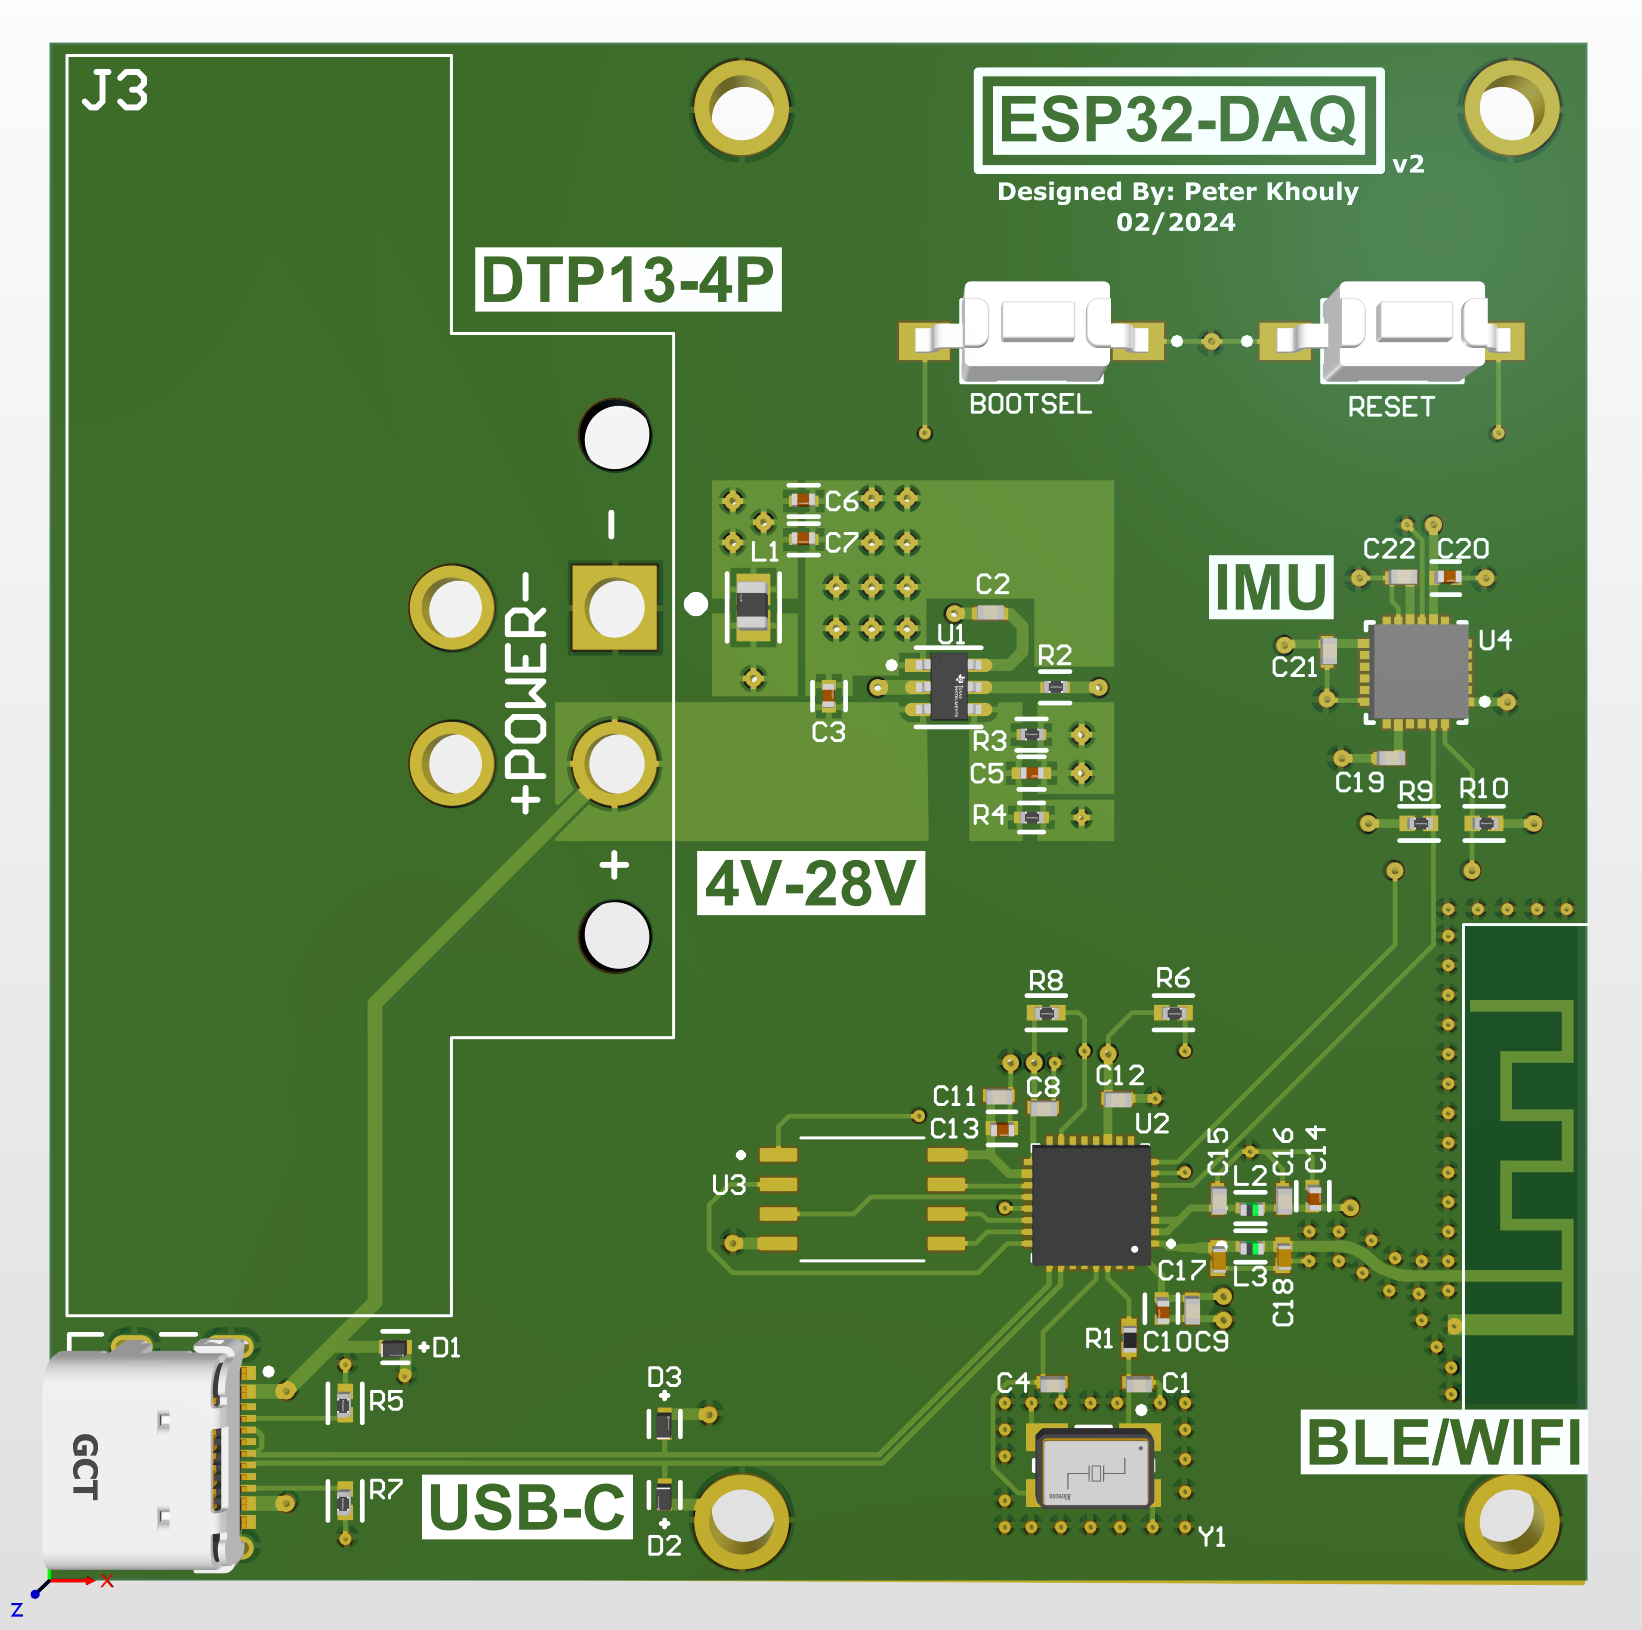 J3
ESP32-DAQ
v2
Designed By: Peter Khouly
02/2024
DTP13-4P
BOOTSEL
RESET
-
C6
C7
L1
C2
U1
R2
C3
R3
C5
R4
+POWER-
+
4V-28V
IMU
C22
C20
U4
C21
C19
R9
R10
R8
R6
C11
C8
C12
C13
U2
U3
C15
L2
C16
C14
C17
L3
C18
R1
C10
C9
C4
C1
Y1
+D1
R5
R7
GCT
USB-C
D3
+
+
D2
BLE/WIFI
TEXAS INSTRUMENTS
Abracon
X
Z